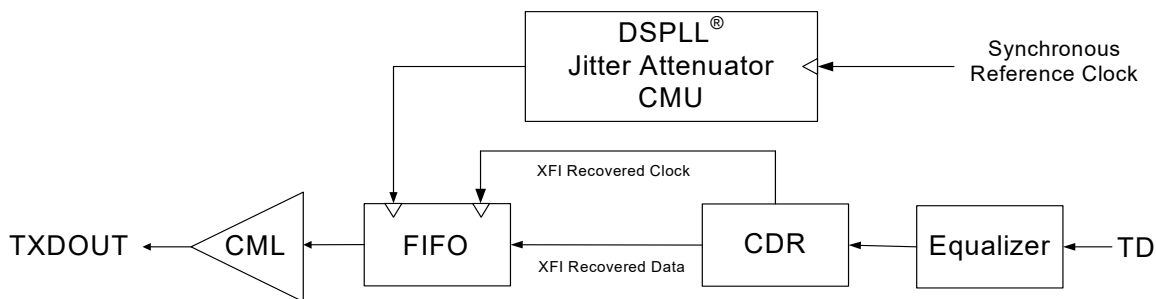 DSPLL®
Jitter Attenuator
CMU
Synchronous
Reference Clock
XFI Recovered Clock
TXDOUT
CML
FIFO
XFI Recovered Data
CDR
Equalizer
TD